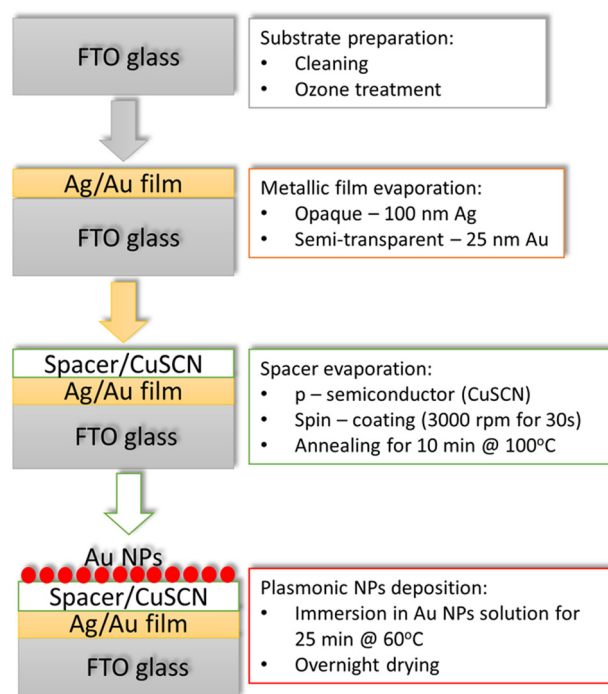 FTO glass
Substrate preparation:
• Cleaning
• Ozone treatment
Ag/Au film
FTO glass
Metallic film evaporation:
• Opaque – 100 nm Ag
• Semi-transparent – 25 nm Au
Spacer/CuSCN
Ag/Au film
FTO glass
Spacer evaporation:
• p – semiconductor (CuSCN)
• Spin – coating (3000 rpm for 30s)
• Annealing for 10 min @ 100°C
Au NPs
Spacer/CuSCN
Ag/Au film
FTO glass
Plasmonic NPs deposition:
• Immersion in Au NPs solution for
25 min @ 60°C
• Overnight drying